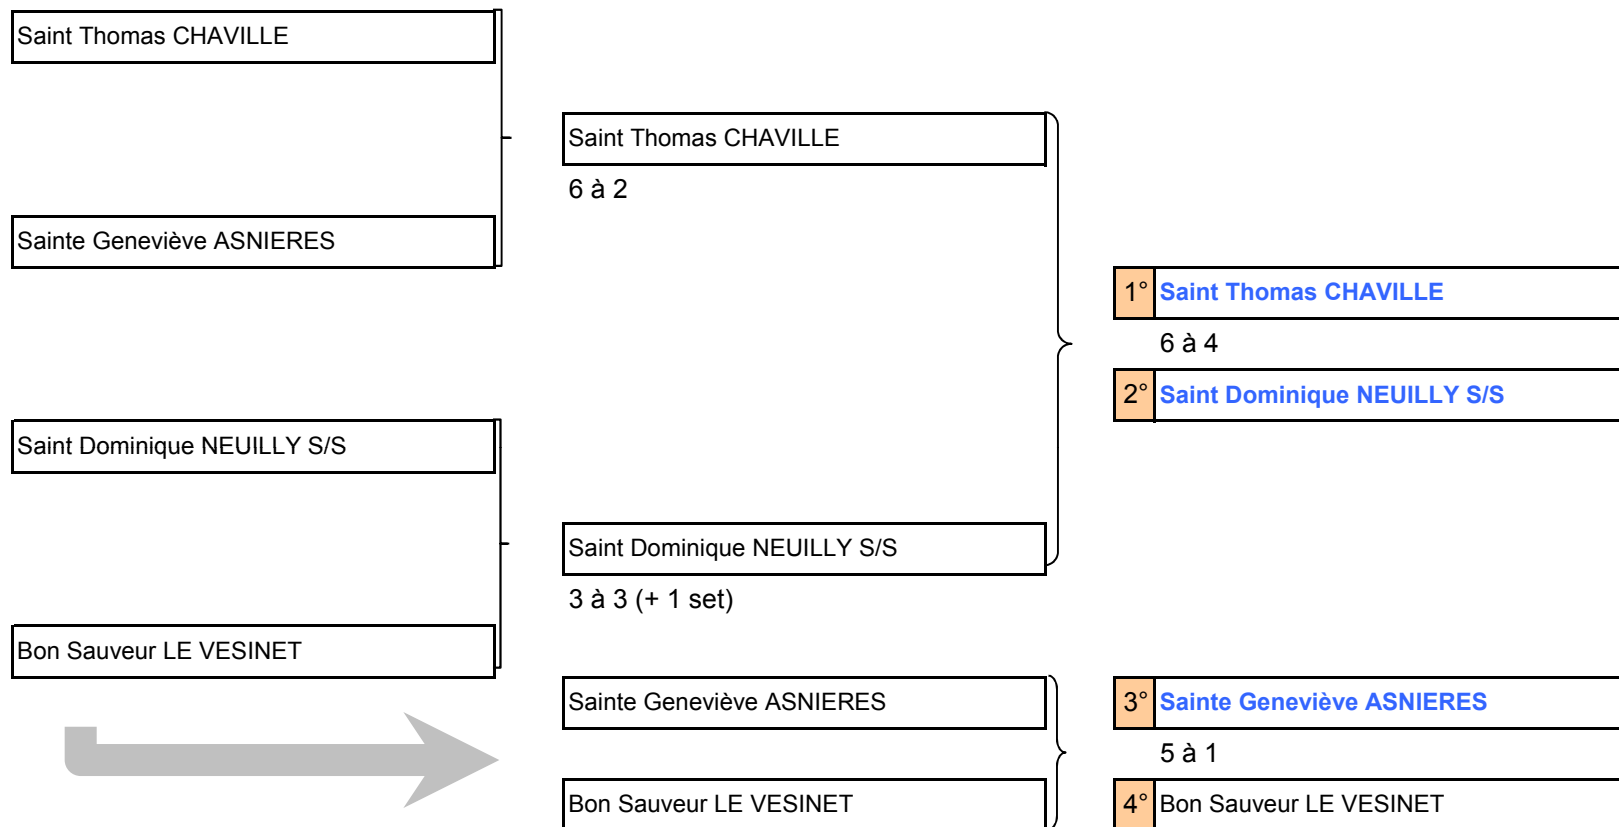 Saint Thomas CHAVILLE
Saint Thomas CHAVILLE
6 à 2
Sainte Geneviève ASNIERES
1° Saint Thomas CHAVILLE
6 à 4
2° Saint Dominique NEUILLY S/S
Saint Dominique NEUILLY S/S
Saint Dominique NEUILLY S/S
3 à 3 (+ 1 set)
Bon Sauveur LE VESINET
Sainte Geneviève ASNIERES
3° Sainte Geneviève ASNIERES
5 à 1
Bon Sauveur LE VESINET
4° Bon Sauveur LE VESINET